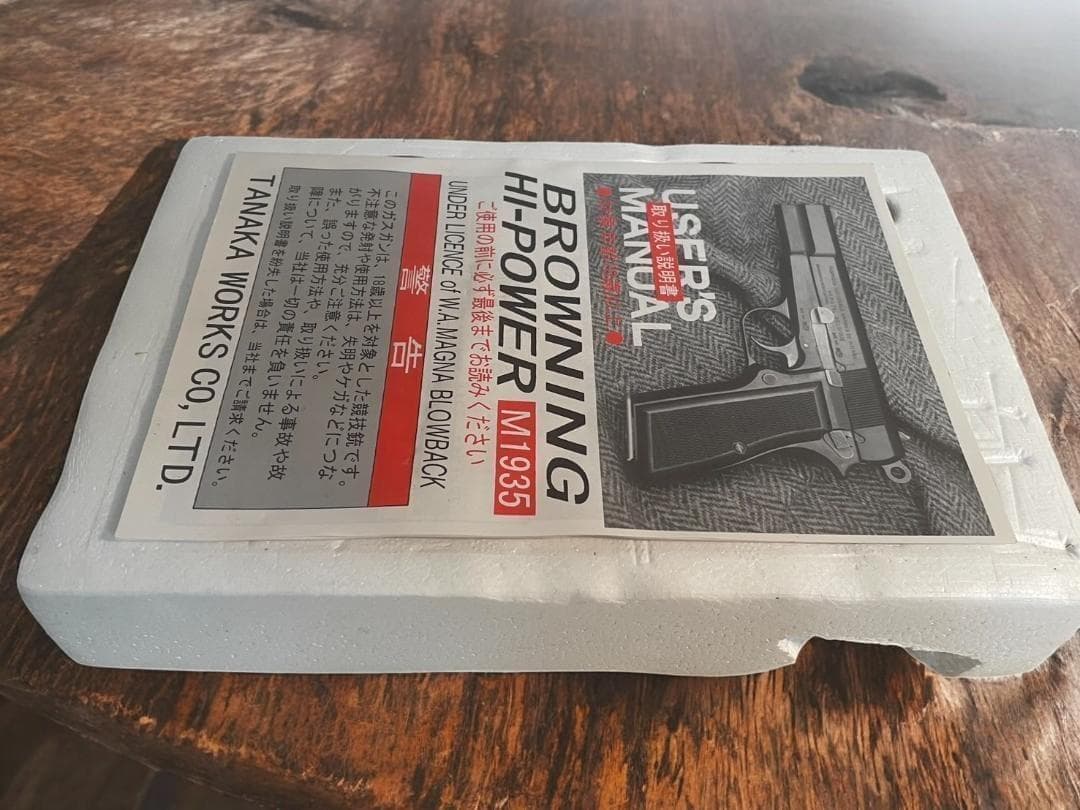 USER'S
取り扱い説明書
MANUAL
BROWNING
HI-POWER M1935
ご使用の前に必ず最後までお読みください
UNDER LICENCE of W.A.MAGNA BLOWBACK
警告
このガスガンは、18歳以上を対象とした競技銃です。
不注意な発射や使用方法は、失明やケガなどにつな
がりますので、充分ご注意ください。
また、誤った使用方法や、取り扱いによる事故や故
障について、当社は一切の責任を負いません。
取り扱い説明書を紛失した場合は、当社までご請求ください。
TANAKA WORKS CO,LTD.